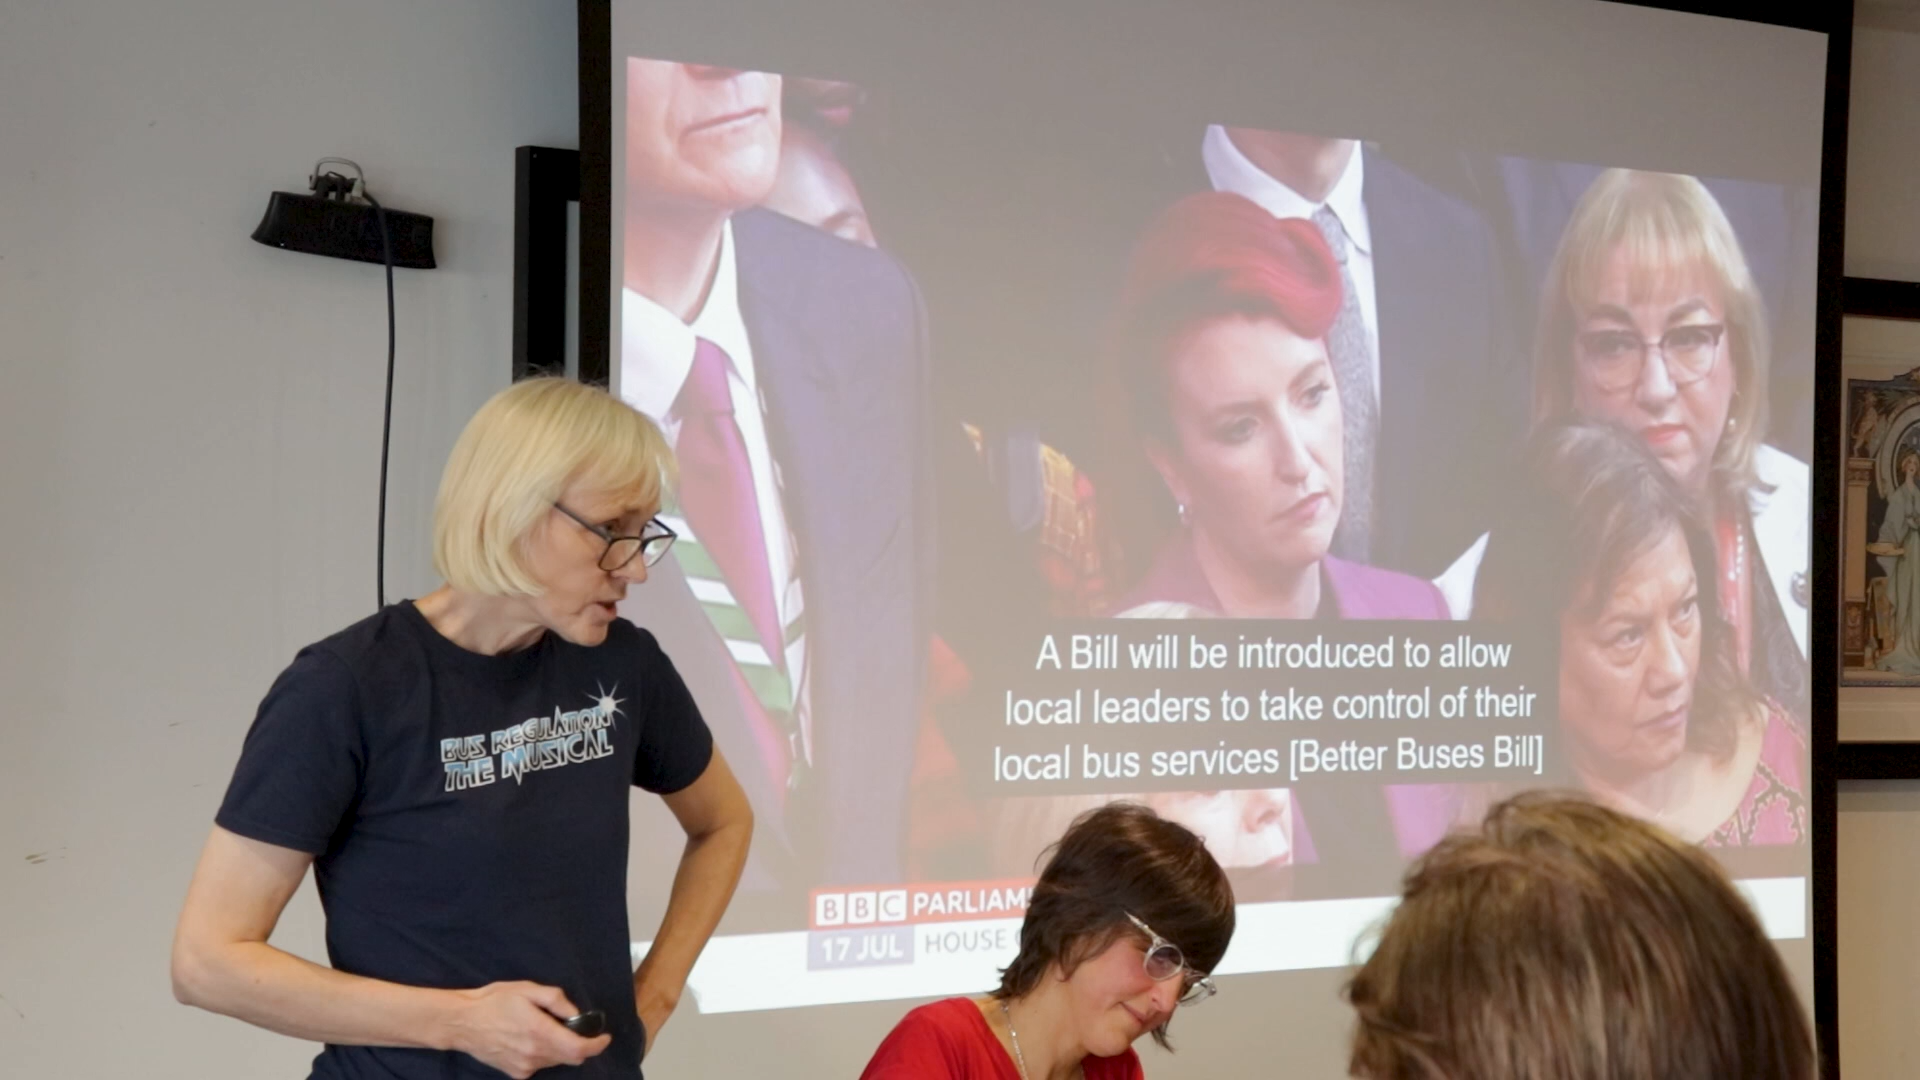 BUS REGULATION
THE MUSICAL
A Bill will be introduced to allow
local leaders to take control of their
local bus services [Better Buses Bill]
BBC
17 JUL HOUSE